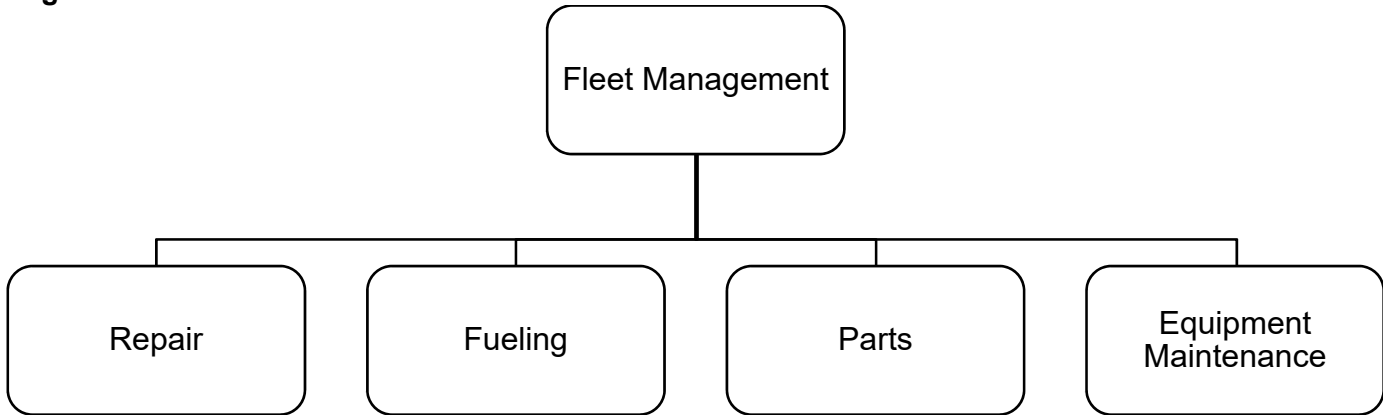 Fleet Management
Repair
Fueling
Parts
Equipment
Maintenance